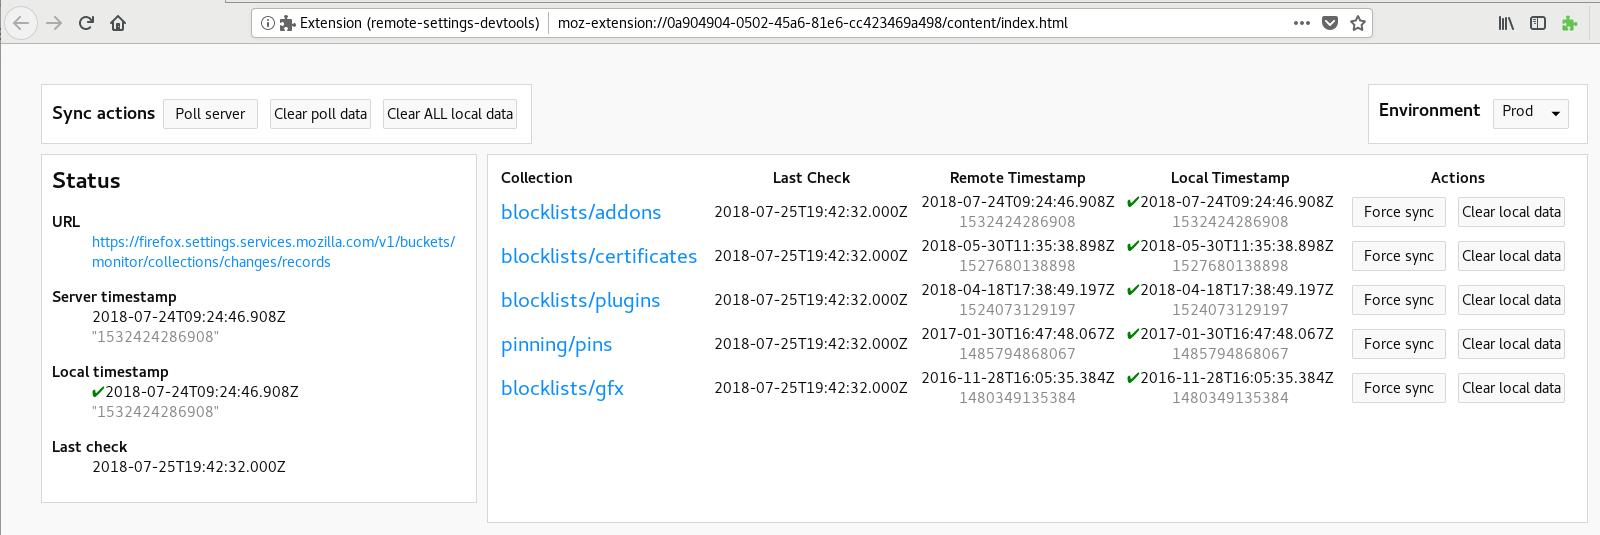 Extension (remote-settings-devtools) moz-extension://0a904904-0502-45a6-81e6-cc423469a498/content/index.html
Sync actions Poll server Clear poll data Clear ALL local data
Environment Prod
Status
URL
https://firefox.settings.services.mozilla.com/v1/buckets/
monitor/collections/changes/records
Server timestamp
2018-07-24T09:24:46.908Z
"1532424286908"
Local timestamp
✔2018-07-24T09:24:46.908Z
"1532424286908"
Last check
2018-07-25T19:42:32.000Z
Collection Last Check Remote Timestamp Local Timestamp Actions
blocklists/addons 2018-07-25T19:42:32.000Z 2018-07-24T09:24:46.908Z ✔2018-07-24T09:24:46.908Z Force sync Clear local data
1532424286908 1532424286908
blocklists/certificates 2018-07-25T19:42:32.000Z 2018-05-30T11:35:38.898Z ✔2018-05-30T11:35:38.898Z Force sync Clear local data
1527680138898 1527680138898
blocklists/plugins 2018-07-25T19:42:32.000Z 2018-04-18T17:38:49.197Z ✔2018-04-18T17:38:49.197Z Force sync Clear local data
1524073129197 1524073129197
pinning/pins 2018-07-25T19:42:32.000Z 2017-01-30T16:47:48.067Z ✔2017-01-30T16:47:48.067Z Force sync Clear local data
1485794868067 1485794868067
blocklists/gfx 2018-07-25T19:42:32.000Z 2016-11-28T16:05:35.384Z ✔2016-11-28T16:05:35.384Z Force sync Clear local data
1480349135384 1480349135384